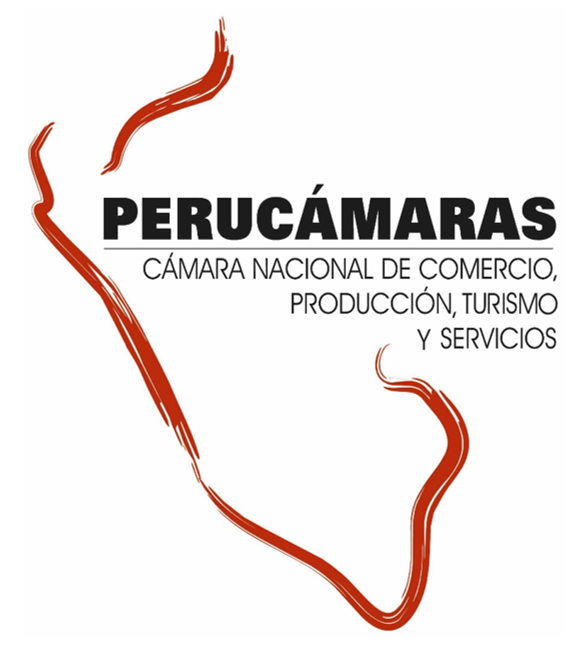 PERUCÁMARAS
CÁMARA NACIONAL DE COMERCIO,
PRODUCCIÓN, TURISMO
Y SERVICIOS